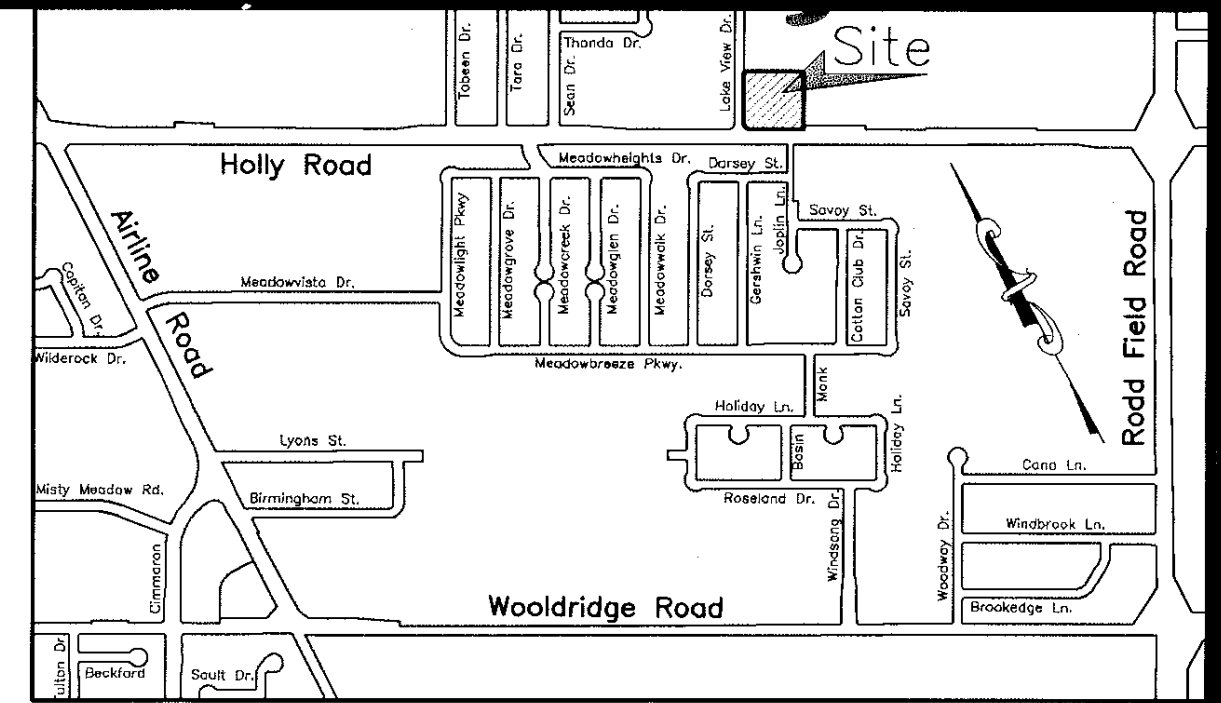 Tabeen Dr.
Tara Dr.
Sean Dr.
Thonda Dr.
Lake View Dr.
Site
Holly Road
Meadowheights Dr.
Dorsey St.
Airline
Road
Capitan Dr.
Wilderock Dr.
Meadowvista Dr.
Meadowlight Pkwy
Meadowgrove Dr.
Meadowcreek Dr.
Meadowglen Dr.
Meadowwalk Dr.
Dorsey St.
Gershwin Ln.
Joplin Ln.
Savoy St.
Cotton Club Dr.
Savoy St.
Rodd Field Road
Meadowbreeze Pkwy.
Monk
Holiday Ln.
Basin
Holiday Ln.
Roseland Dr.
Windsong Dr.
Lyons St.
Birmingham St.
Misty Meadow Rd.
Cimmaron
Cana Ln.
Windbrook Ln.
Woodway Dr.
Brookedge Ln.
Wooldridge Road
ulton Dr
Beckford
Sault Dr.